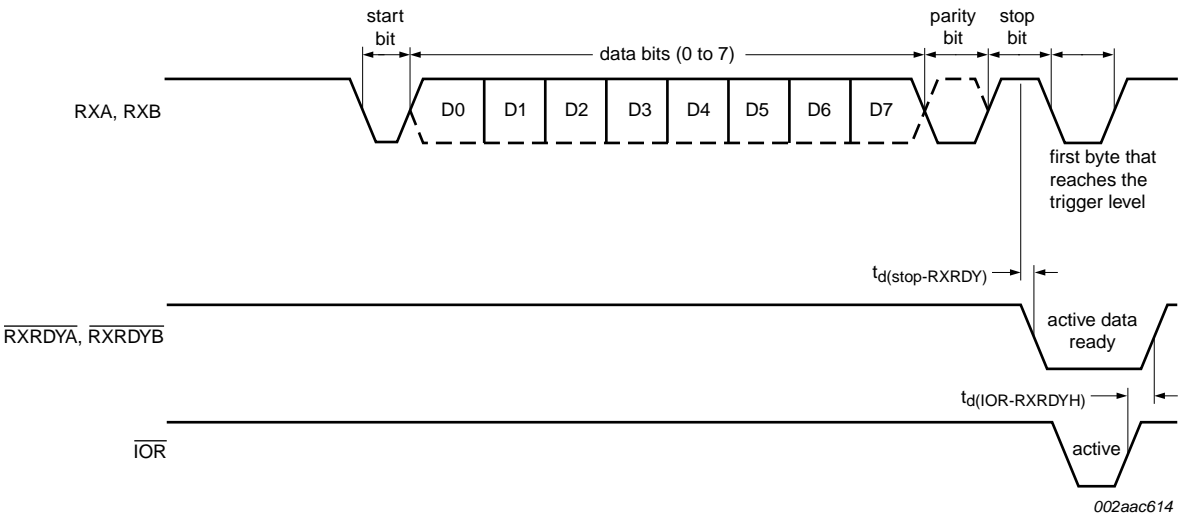 start
bit
data bits (0 to 7)
parity
bit
stop
bit
RXA, RXB
D0 D1 D2 D3 D4 D5 D6 D7
first byte that
reaches the
trigger level
td(stop-RXRDY)
RXRDYA, RXRDYB
active data
ready
td(IOR-RXRDYH)
IOR
active
002aac614